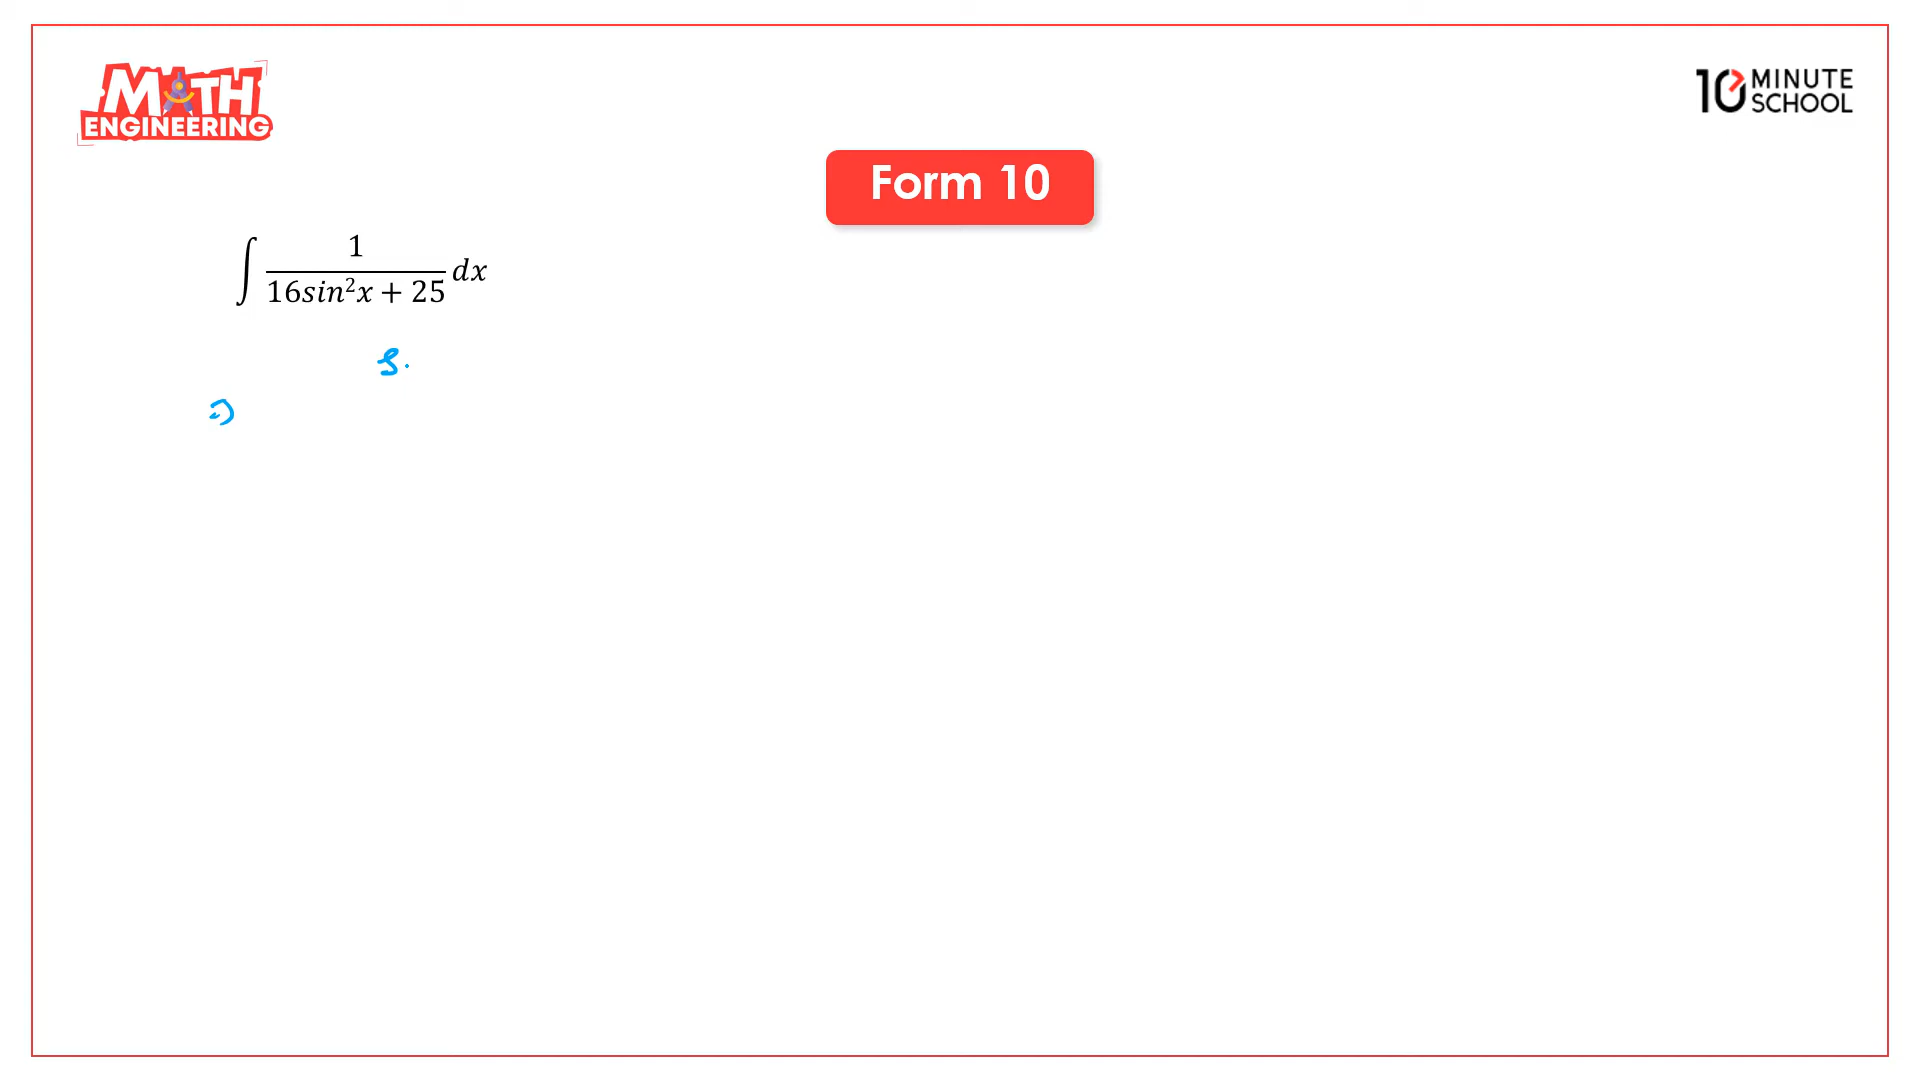 MATH
ENGINEERING
10 MINUTE
SCHOOL
Form 10
∫ 1/(16sin²x + 25) dx